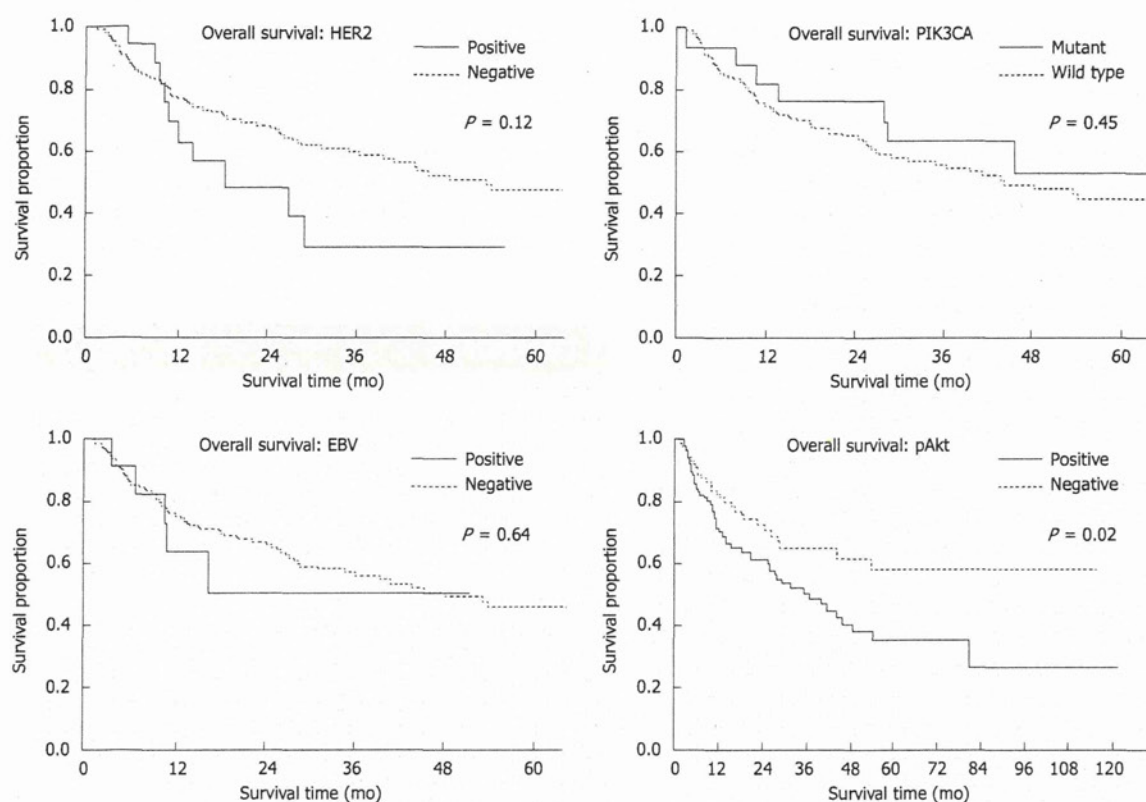 Overall survival: HER2
Positive
Negative
P = 0.12
Survival proportion
1.0
0.8
0.6
0.4
0.2
0.0
0 12 24 36 48 60
Survival time (mo)
Overall survival: PIK3CA
Mutant
Wild type
P = 0.45
Survival proportion
1.0
0.8
0.6
0.4
0.2
0.0
0 12 24 36 48 60
Survival time (mo)
Overall survival: EBV
Positive
Negative
P = 0.64
Survival proportion
1.0
0.8
0.6
0.4
0.2
0.0
0 12 24 36 48 60
Survival time (mo)
Overall survival: pAkt
Positive
Negative
P = 0.02
Survival proportion
1.0
0.8
0.6
0.4
0.2
0.0
0 12 24 36 48 60 72 84 96 108 120
Survival time (mo)